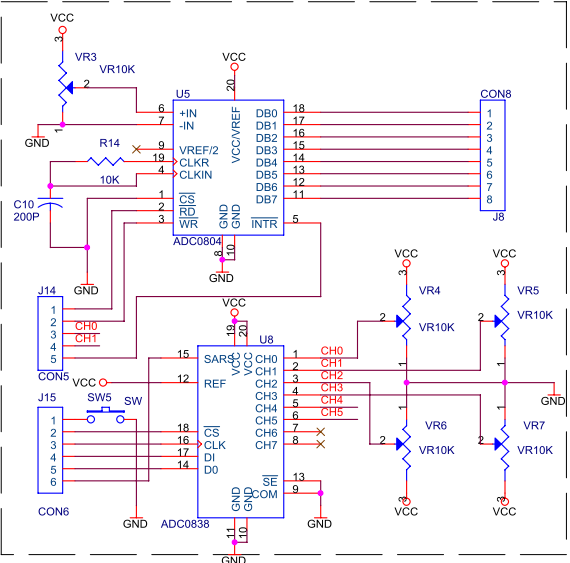 VCC
3
VR3
VR10K
2
1
GND
VCC
20
U5
6 +IN
7 -IN
9 VREF/2
19 CLKR
4 CLKIN
1 CS
2 RD
3 WR
VCC/VREF
DB0 18
DB1 17
DB2 16
DB3 15
DB4 14
DB5 13
DB6 12
DB7 11
INTR 5
GND
GND
8
10
ADC0804
GND
CON8
1
2
3
4
5
6
7
8
J8
R14
10K
C10
200P
GND
J14
1
2
3 CH0
4 CH1
5
CON5
VCC
J15
1
2
3
4
5
6
CON6
SW5 SW
GND
VCC
19
20
U8
15 SARS
12 REF
18 CS
16 CLK
17 DI
14 D0
VCC
VCC
CH0 1 CH0
CH1 2 CH1
CH2 3 CH2
CH3 4 CH3
CH4 5 CH4
CH5 6 CH5
CH6 7
CH7 8
SE 13
COM 9
GND
GND
11
10
ADC0838
GND
GND
VCC
3
VR4
2
VR10K
1
VCC
3
VR5
2
VR10K
1
GND
1
VR6
2
VR10K
3
VCC
1
VR7
2
VR10K
3
VCC